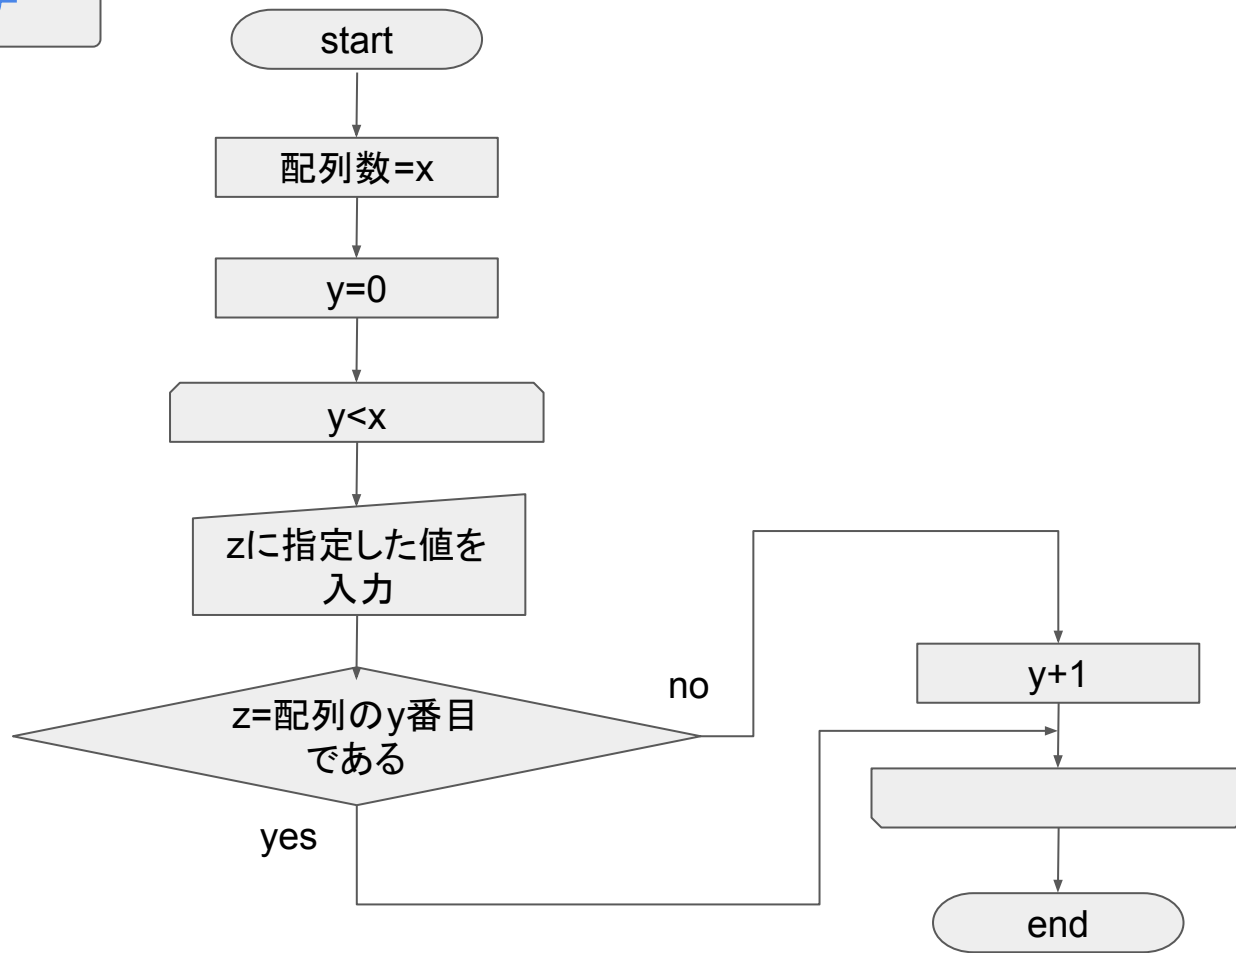 start
配列数=x
y=0
y<x
zに指定した値を
入力
z=配列のy番目
である
no
yes
y+1
end